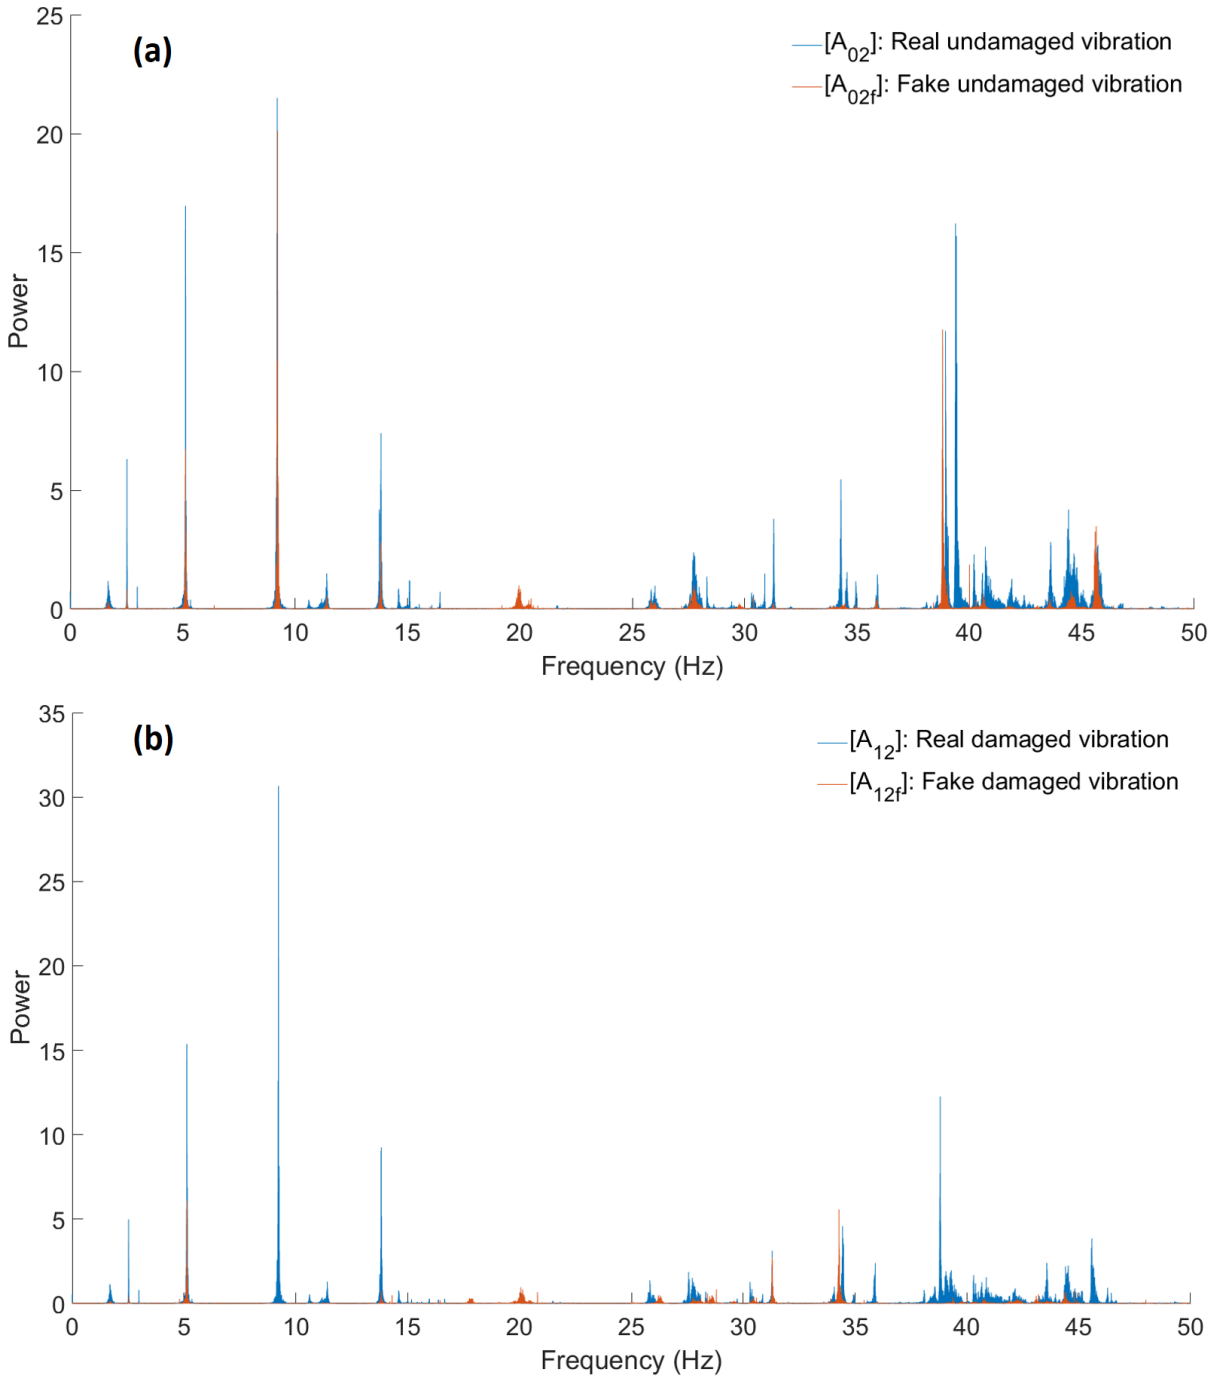 25
(a)
[A02]: Real undamaged vibration
[A02f]: Fake undamaged vibration
20
15
Power
10
5
0
0 5 10 15 20 25 30 35 40 45 50
Frequency (Hz)
35
(b)
[A12]: Real damaged vibration
[A12f]: Fake damaged vibration
30
25
20
Power
15
10
5
0
0 5 10 15 20 25 30 35 40 45 50
Frequency (Hz)